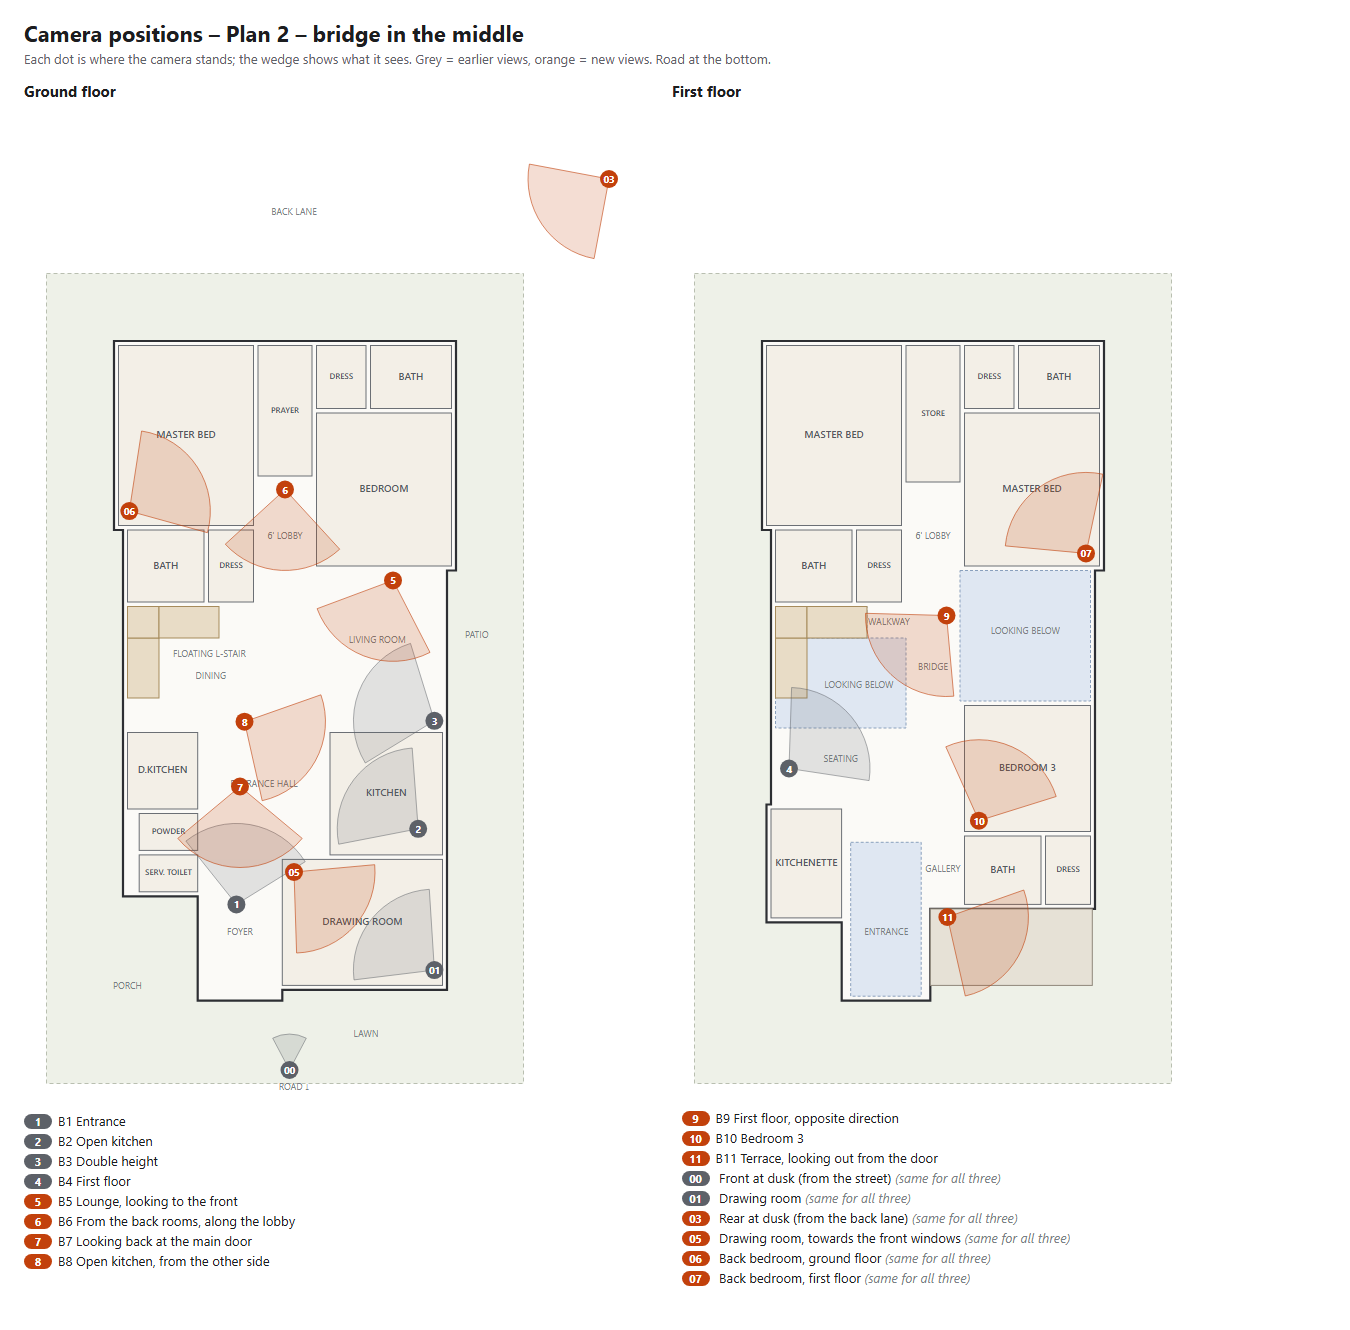 Camera positions – Plan 2 – bridge in the middle
Each dot is where the camera stands; the wedge shows what it sees. Grey = earlier views, orange = new views. Road at the bottom.
Ground floor
03
BACK LANE
DRESS
BATH
PRAYER
MASTER BED
BEDROOM
6
06
6' LOBBY
BATH
DRESS
5
LIVING ROOM
PATIO
FLOATING L-STAIR
DINING
8
3
D.KITCHEN
7
KITCHEN
2
POWDER
SERV. TOILET
05
1
DRAWING ROOM
FOYER
01
PORCH
LAWN
00
ROAD
First floor
DRESS
BATH
STORE
MASTER BED
MASTER BED
6' LOBBY
07
BATH
DRESS
9
WALKWAY
LOOKING BELOW
BRIDGE
LOOKING BELOW
SEATING
4
BEDROOM 3
10
KITCHENETTE
GALLERY
BATH
DRESS
11
ENTRANCE
1 B1 Entrance
2 B2 Open kitchen
3 B3 Double height
4 B4 First floor
5 B5 Lounge, looking to the front
6 B6 From the back rooms, along the lobby
7 B7 Looking back at the main door
8 B8 Open kitchen, from the other side
9 B9 First floor, opposite direction
10 B10 Bedroom 3
11 B11 Terrace, looking out from the door
00 Front at dusk (from the street) (same for all three)
01 Drawing room (same for all three)
03 Rear at dusk (from the back lane) (same for all three)
05 Drawing room, towards the front windows (same for all three)
06 Back bedroom, ground floor (same for all three)
07 Back bedroom, first floor (same for all three)